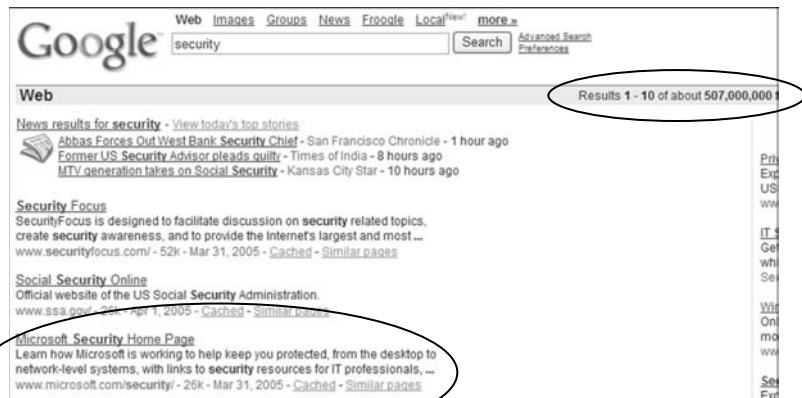 Web Images Groups News Froogle Local New! more »
Google
security
Search
Advanced Search
Preferences
Web
Results 1 - 10 of about 507,000,000
News results for security - View today's top stories
Abbas Forces Out West Bank Security Chief - San Francisco Chronicle - 1 hour ago
Former US Security Advisor pleads guilty - Times of India - 8 hours ago
MTV generation takes on Social Security - Kansas City Star - 10 hours ago
Security Focus
SecurityFocus is designed to facilitate discussion on security related topics,
create security awareness, and to provide the Internet's largest and most ...
www.securityfocus.com/ - 52k - Mar 31, 2005 - Cached - Similar pages
Social Security Online
Official website of the US Social Security Administration.
www.ssa.gov/ - 26k - Apr 1, 2005 - Cached - Similar pages
Microsoft Security Home Page
Learn how Microsoft is working to help keep you protected, from the desktop to
network-level systems, with links to security resources for IT professionals, ...
www.microsoft.com/security/ - 26k - Mar 31, 2005 - Cached - Similar pages
US
IT